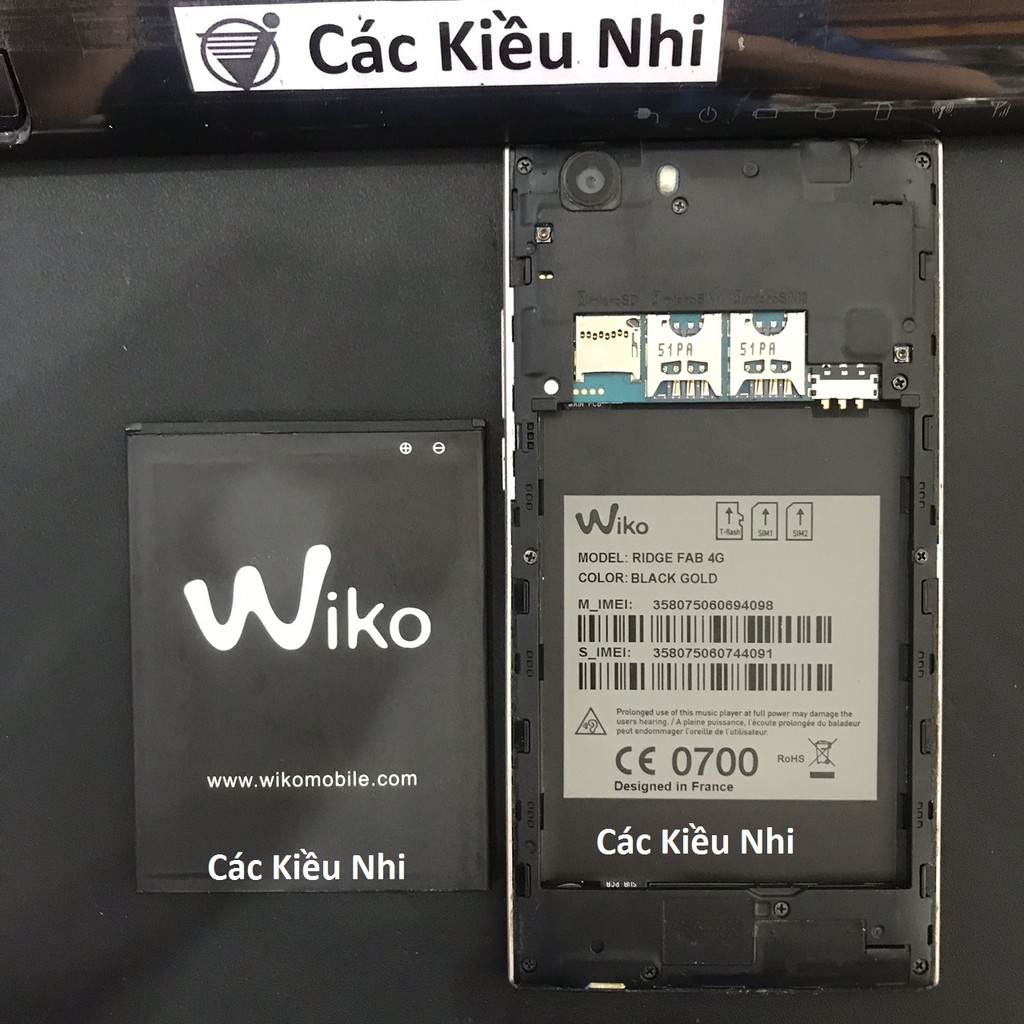 Các Kiều Nhi
51PA
51PA
Wiko
T-flash
SIM1
SIM2
MODEL: RIDGE FAB 4G
COLOR: BLACK GOLD
M_IMEI: 358075060694098
S_IMEI: 358075060744091
Prolonged use of this music player at full power may damage the
users hearing. / A pleine puissance, l'écoute prolongée du baladeur
peut endommager l'oreille de l'utilisateur.
CE 0700
RoHS
Designed in France
Các Kiều Nhi
Wiko
www.wikomobile.com
Các Kiều Nhi